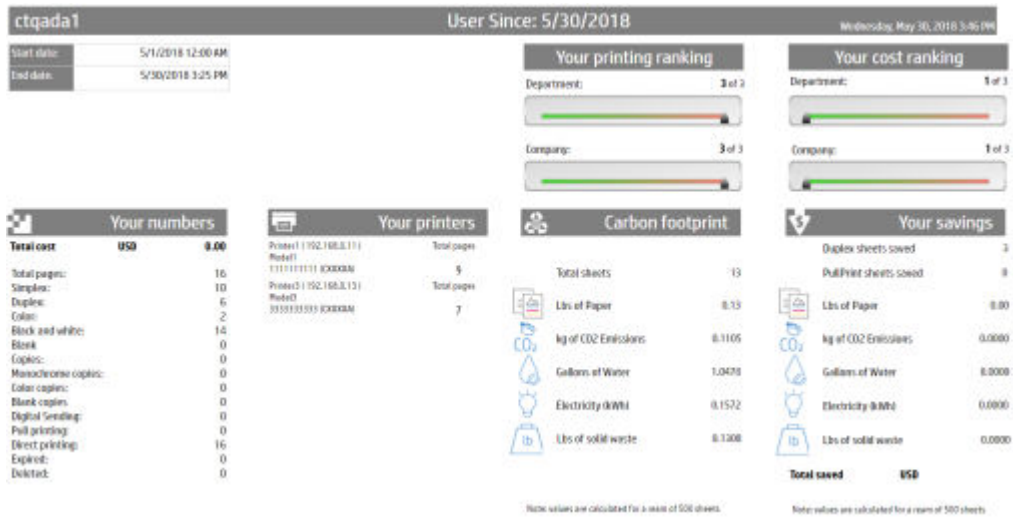 ctqada1
User Since: 5/30/2018
Wednesday, May 30, 2018 3:46 PM
Start date: 5/1/2018 12:00 AM
End date: 5/30/2018 3:25 PM
Your printing ranking
Department: 3 of 3
Company: 3 of 3
Your cost ranking
Department: 1 of 3
Company: 1 of 3
Your numbers
Total cost USD 0.00
Total pages: 16
Simplex: 10
Duplex: 6
Color: 2
Black and white: 14
Blank 0
Copies: 0
Monochrome copies: 0
Color copies: 0
Blank copies 0
Digital Sending: 0
Pull printing: 0
Direct printing: 16
Expired: 0
Deleted: 0
Your printers
Printer1 (192.168.0.11) Total pages
Model1
1111111111 9
Total pages
3333333333 7
Carbon footprint
Total sheets 13
Lbs of Paper 0.13
CO₂
kg of CO2 Emissions 0.1105
Gallons of Water
Electricity (kWh) 0.1572
lb
Lbs of solid waste 0.1308
Note: values are calculated for a ream of 500 sheets
Your savings
Duplex sheets saved 3
PullPrint sheets saved 0
Lbs of Paper 0.00
CO₂
kg of CO2 Emissions 0.0000
Gallons of Water 0.0000
Electricity (kWh) 0.0000
lb
Lbs of solid waste 0.0000
Total saved USD
Note: values are calculated for a ream of 500 sheets